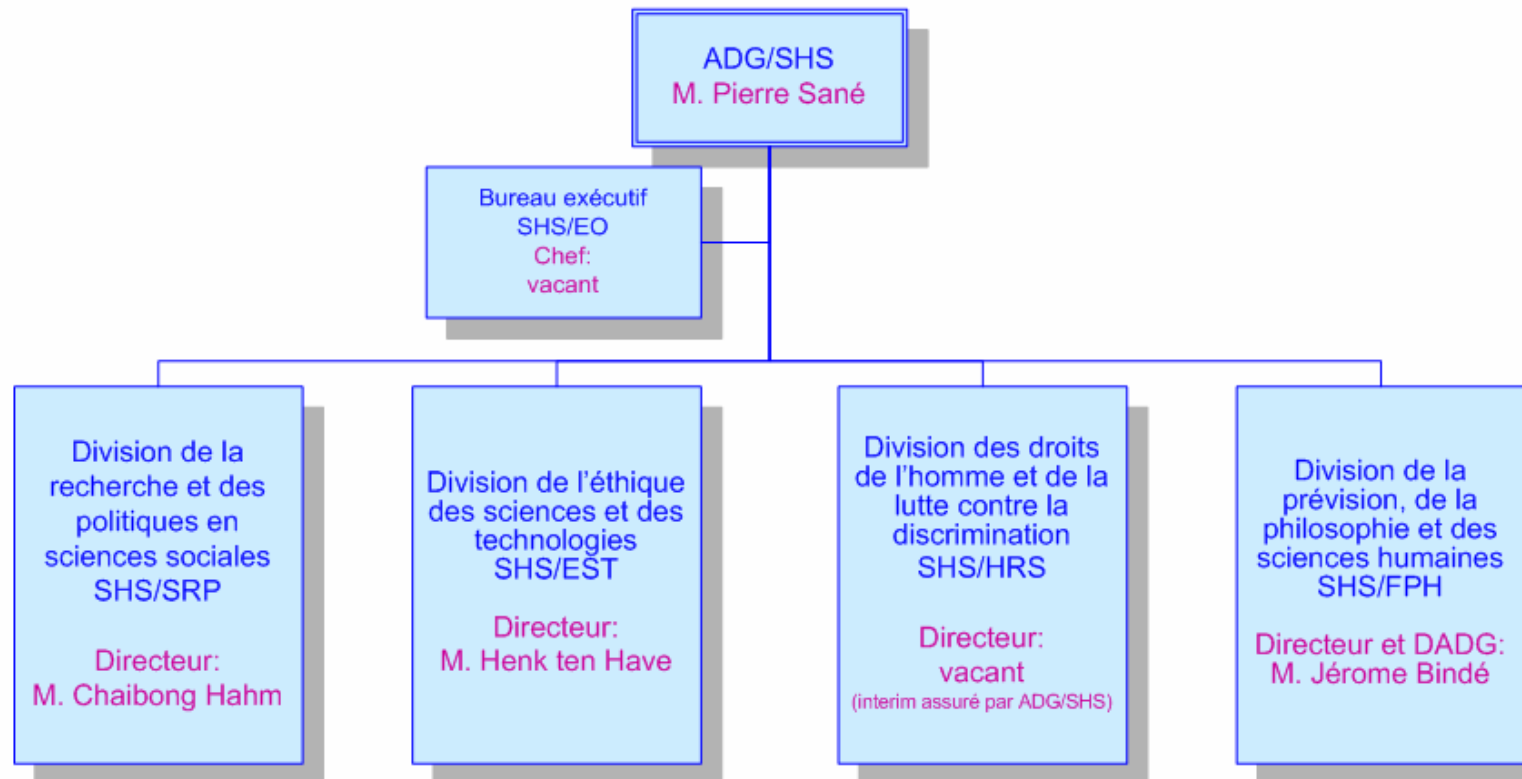 ADG/SHS
M. Pierre Sané
Bureau exécutif
SHS/EO
Chef:
vacant
Division de la
recherche et des
politiques en
sciences sociales
SHS/SRP
Directeur:
M. Chaibong Hahm
Division de l'éthique
des sciences et des
technologies
SHS/EST
Directeur:
M. Henk ten Have
Division des droits
de l'homme et de la
lutte contre la
discrimination
SHS/HRS
Directeur:
vacant
(interim assuré par ADG/SHS)
Division de la
prévision, de la
philosophie et des
sciences humaines
SHS/FPH
Directeur et DADG:
M. Jérome Bindé